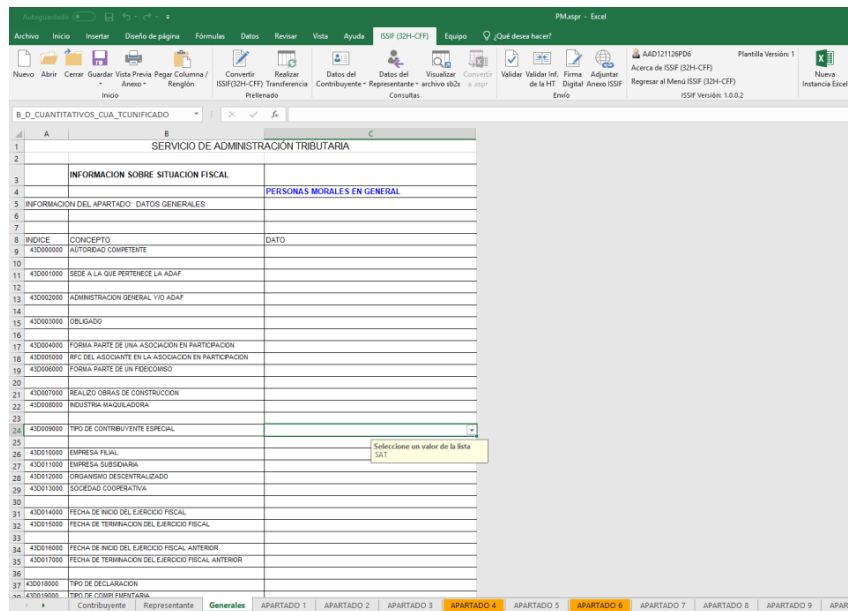 Autoguardado
PM.aspr - Excel
Archivo Inicio Insertar Diseño de página Fórmulas Datos Revisar Vista Ayuda ISSIF (32H-CFF) Equipo ¿Qué desea hacer?
Nuevo Abrir Cerrar Guardar Vista Previa Pegar Columna / Convertir Realizar Datos del Datos del Visualizar Convertir Validar Validar Inf. Firma Adjuntar Nueva
Anexo Renglón ISSIF(32H-CFF) Transferencia Contribuyente Representante archivo sb2x a .aspr de la HT Digital Anexo ISSIF Instancia Excel
AAD121126PD6 Plantilla Versión: 1
Acerca de ISSIF (32H-CFF)
Regresar al Menú ISSIF (32H-CFF)
Inicio Prellenado Consultas Envío ISSIF Versión: 1.0.0.2
B_D_CUANTITATIVOS_CUA_TCUNIFICADO fx
A B C
1 SERVICIO DE ADMINISTRACIÓN TRIBUTARIA
2
3 INFORMACION SOBRE SITUACION FISCAL
4 PERSONAS MORALES EN GENERAL
5 INFORMACION DEL APARTADO: DATOS GENERALES
6
7
8 INDICE CONCEPTO DATO
9 43D000000 AUTORIDAD COMPETENTE
10
11 43D001000 SEDE A LA QUE PERTENECE LA ADAF
12
13 43D002000 ADMINISTRACION GENERAL Y/O ADAF
14
15 43D003000 OBLIGADO
16
17 43D004000 FORMA PARTE DE UNA ASOCIACION EN PARTICIPACION
18 43D005000 RFC DEL ASOCIANTE EN LA ASOCIACION EN PARTICIPACION
19 43D006000 FORMA PARTE DE UN FIDEICOMISO
20
21 43D007000 REALIZO OBRAS DE CONSTRUCCION
22 43D008000 INDUSTRIA MAQUILADORA
23
24 43D009000 TIPO DE CONTRIBUYENTE ESPECIAL
25
Seleccione un valor de la lista
SAT
26 43D010000 EMPRESA FILIAL
27 43D011000 EMPRESA SUBSIDIARIA
28 43D012000 ORGANISMO DESCENTRALIZADO
29 43D013000 SOCIEDAD COOPERATIVA
30
31 43D014000 FECHA DE INICIO DEL EJERCICIO FISCAL
32 43D015000 FECHA DE TERMINACION DEL EJERCICIO FISCAL
33
34 43D016000 FECHA DE INICIO DEL EJERCICIO FISCAL ANTERIOR
35 43D017000 FECHA DE TERMINACION DEL EJERCICIO FISCAL ANTERIOR
36
37 43D018000 TIPO DE DECLARACION
38 43D019000 TIPO DE COMPLEMENTARIA
Contribuyente Representante Generales APARTADO 1 APARTADO 2 APARTADO 3 APARTADO 4 APARTADO 5 APARTADO 6 APARTADO 7 APARTADO 8 APARTADO 9 APAR